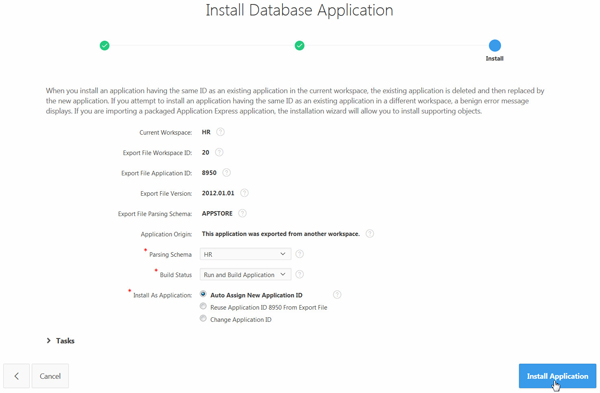 Install Database Application
Install
When you install an application having the same ID as an existing application in the current workspace, the existing application is deleted and then replaced by
the new application. If you attempt to install an application having the same ID as an existing application in a different workspace, a benign error message
displays. If you are importing a packaged Application Express application, the installation wizard will allow you to install supporting objects.
Current Workspace: HR ?
Export File Workspace ID: 20 ?
Export File Application ID: 8950 ?
Export File Version: 2012.01.01 ?
Export File Parsing Schema: APPSTORE ?
Application Origin: This application was exported from another workspace. ?
* Parsing Schema HR ?
* Build Status Run and Build Application ?
* Install As Application: Auto Assign New Application ID ?
Reuse Application ID 8950 From Export File
Change Application ID
Tasks
Cancel Install Application